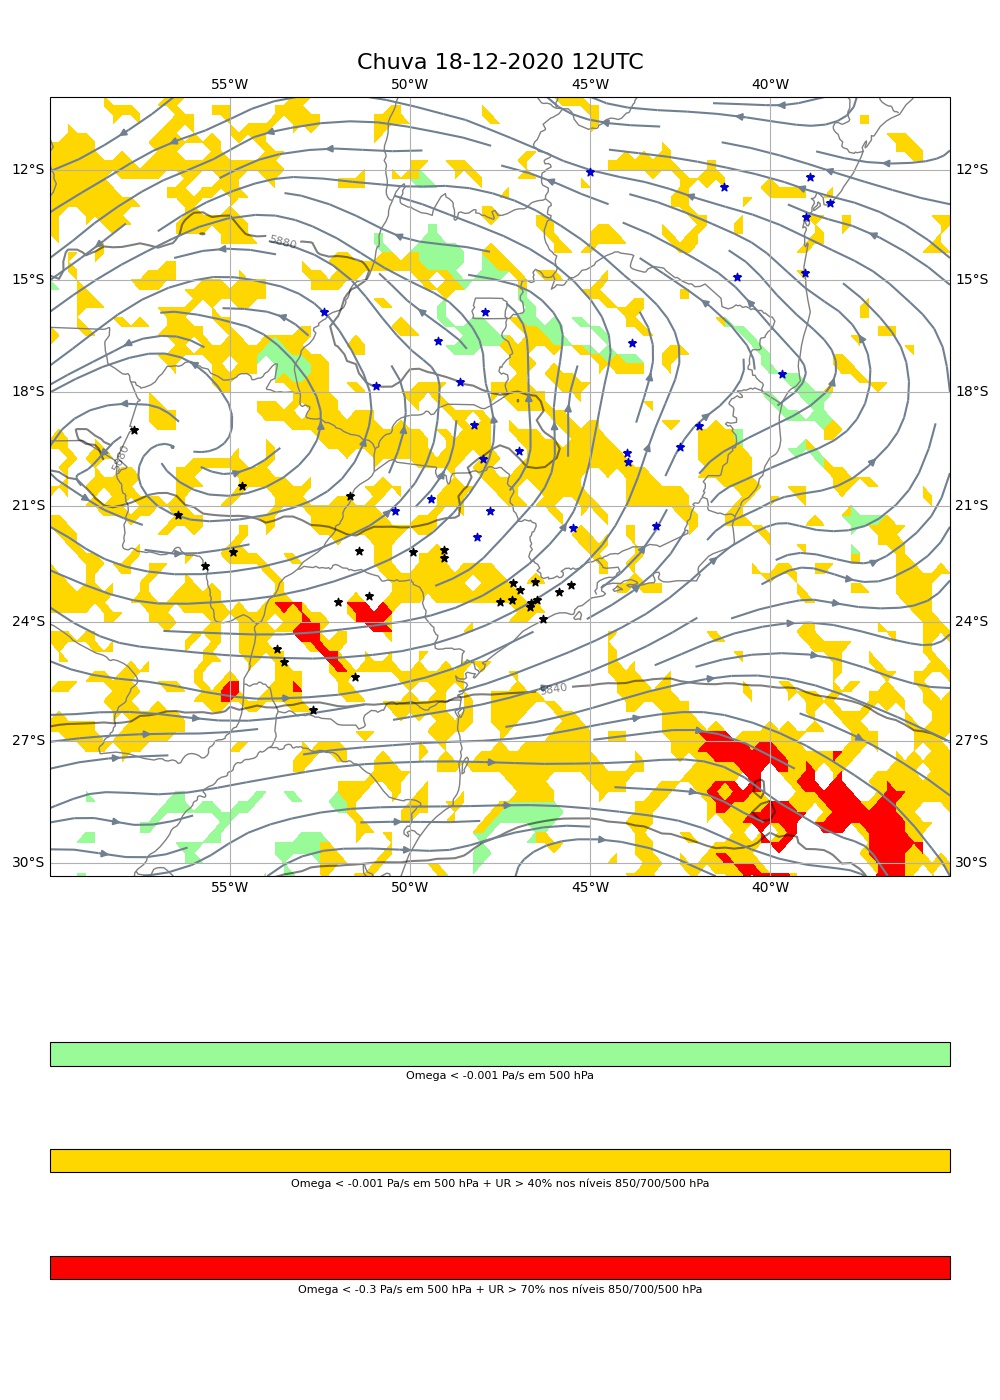 Chuva 18-12-2020 12UTC
55°W 50°W 45°W 40°W
12°S 12°S
5880
15°S 15°S
18°S 18°S
5880
21°S 21°S
24°S 24°S
5840
27°S 27°S
30°S 30°S
55°W 50°W 45°W 40°W
Omega < -0.001 Pa/s em 500 hPa
Omega < -0.001 Pa/s em 500 hPa + UR > 40% nos níveis 850/700/500 hPa
Omega < -0.3 Pa/s em 500 hPa + UR > 70% nos níveis 850/700/500 hPa